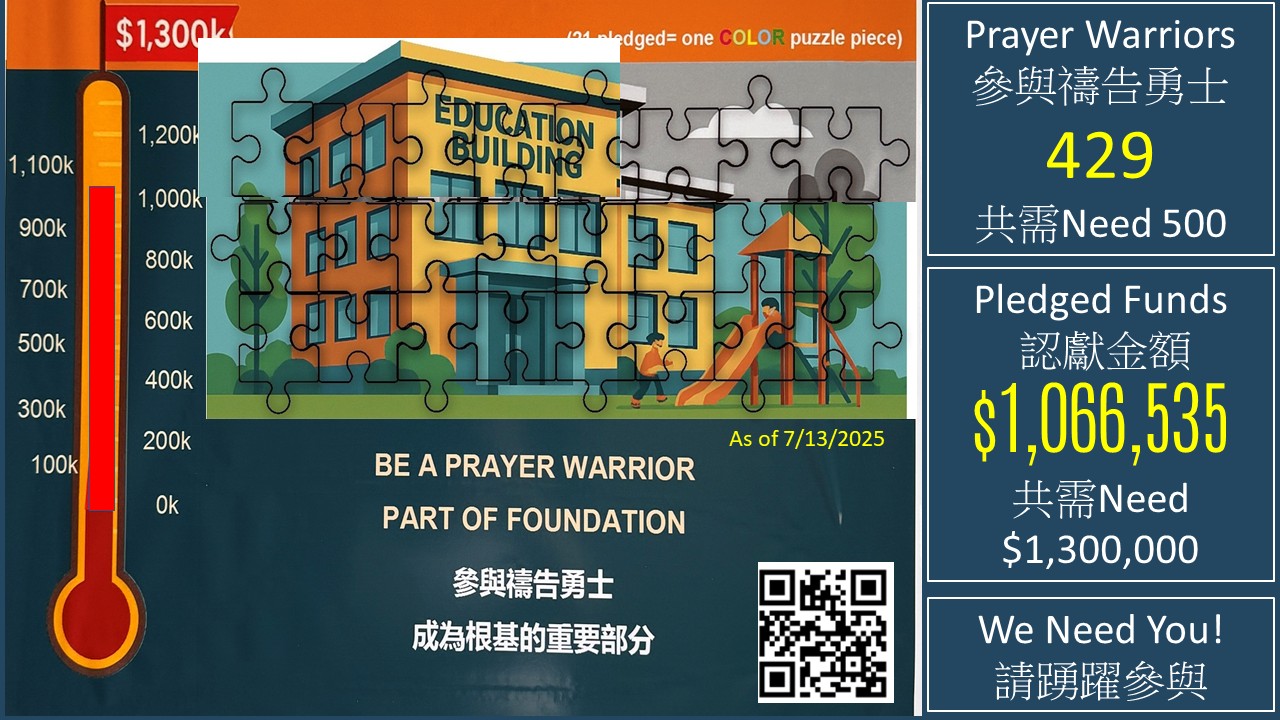 $1,300k
(21 pledged= one COLOR puzzle piece)
1,200k
1,100k
1,000k
900k
800k
700k
600k
500k
400k
300k
200k
100k
0k
EDUCATION
BUILDING
As of 7/13/2025
BE A PRAYER WARRIOR
PART OF FOUNDATION
參與禱告勇士
成為根基的重要部分
Prayer Warriors
參與禱告勇士
429
共需Need 500
Pledged Funds
認獻金額
$1,066,535
共需Need
$1,300,000
We Need You!
請踴躍參與